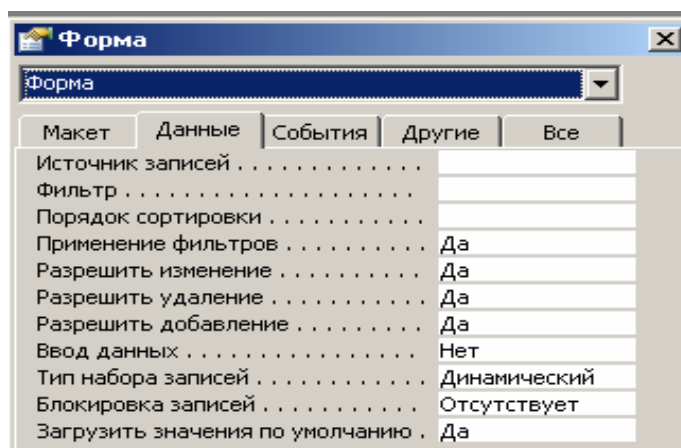 Форма
Форма
Макет Данные События Другие Все
Источник записей . . . . . . . . . . . . . .
Фильтр . . . . . . . . . . . . . . . . . . . . .
Порядок сортировки . . . . . . . . . . . .
Применение фильтров . . . . . . . . . . Да
Разрешить изменение . . . . . . . . . . Да
Разрешить удаление . . . . . . . . . . . Да
Разрешить добавление . . . . . . . . . Да
Ввод данных . . . . . . . . . . . . . . . . . Нет
Тип набора записей . . . . . . . . . . . . Динамический
Блокировка записей . . . . . . . . . . . Отсутствует
Загрузить значения по умолчанию . Да